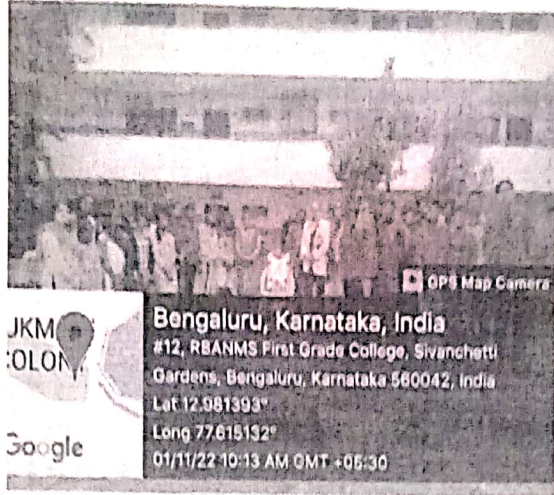 GPS Map Camera
Bengaluru, Karnataka, India
#12, RBANMS First Grade College, Sivanchetti
Gardens, Bengaluru, Karnataka 560042, India
Lat 12.981393°
Long 77.615132°
01/11/22 10:13 AM GMT +05:30
Google